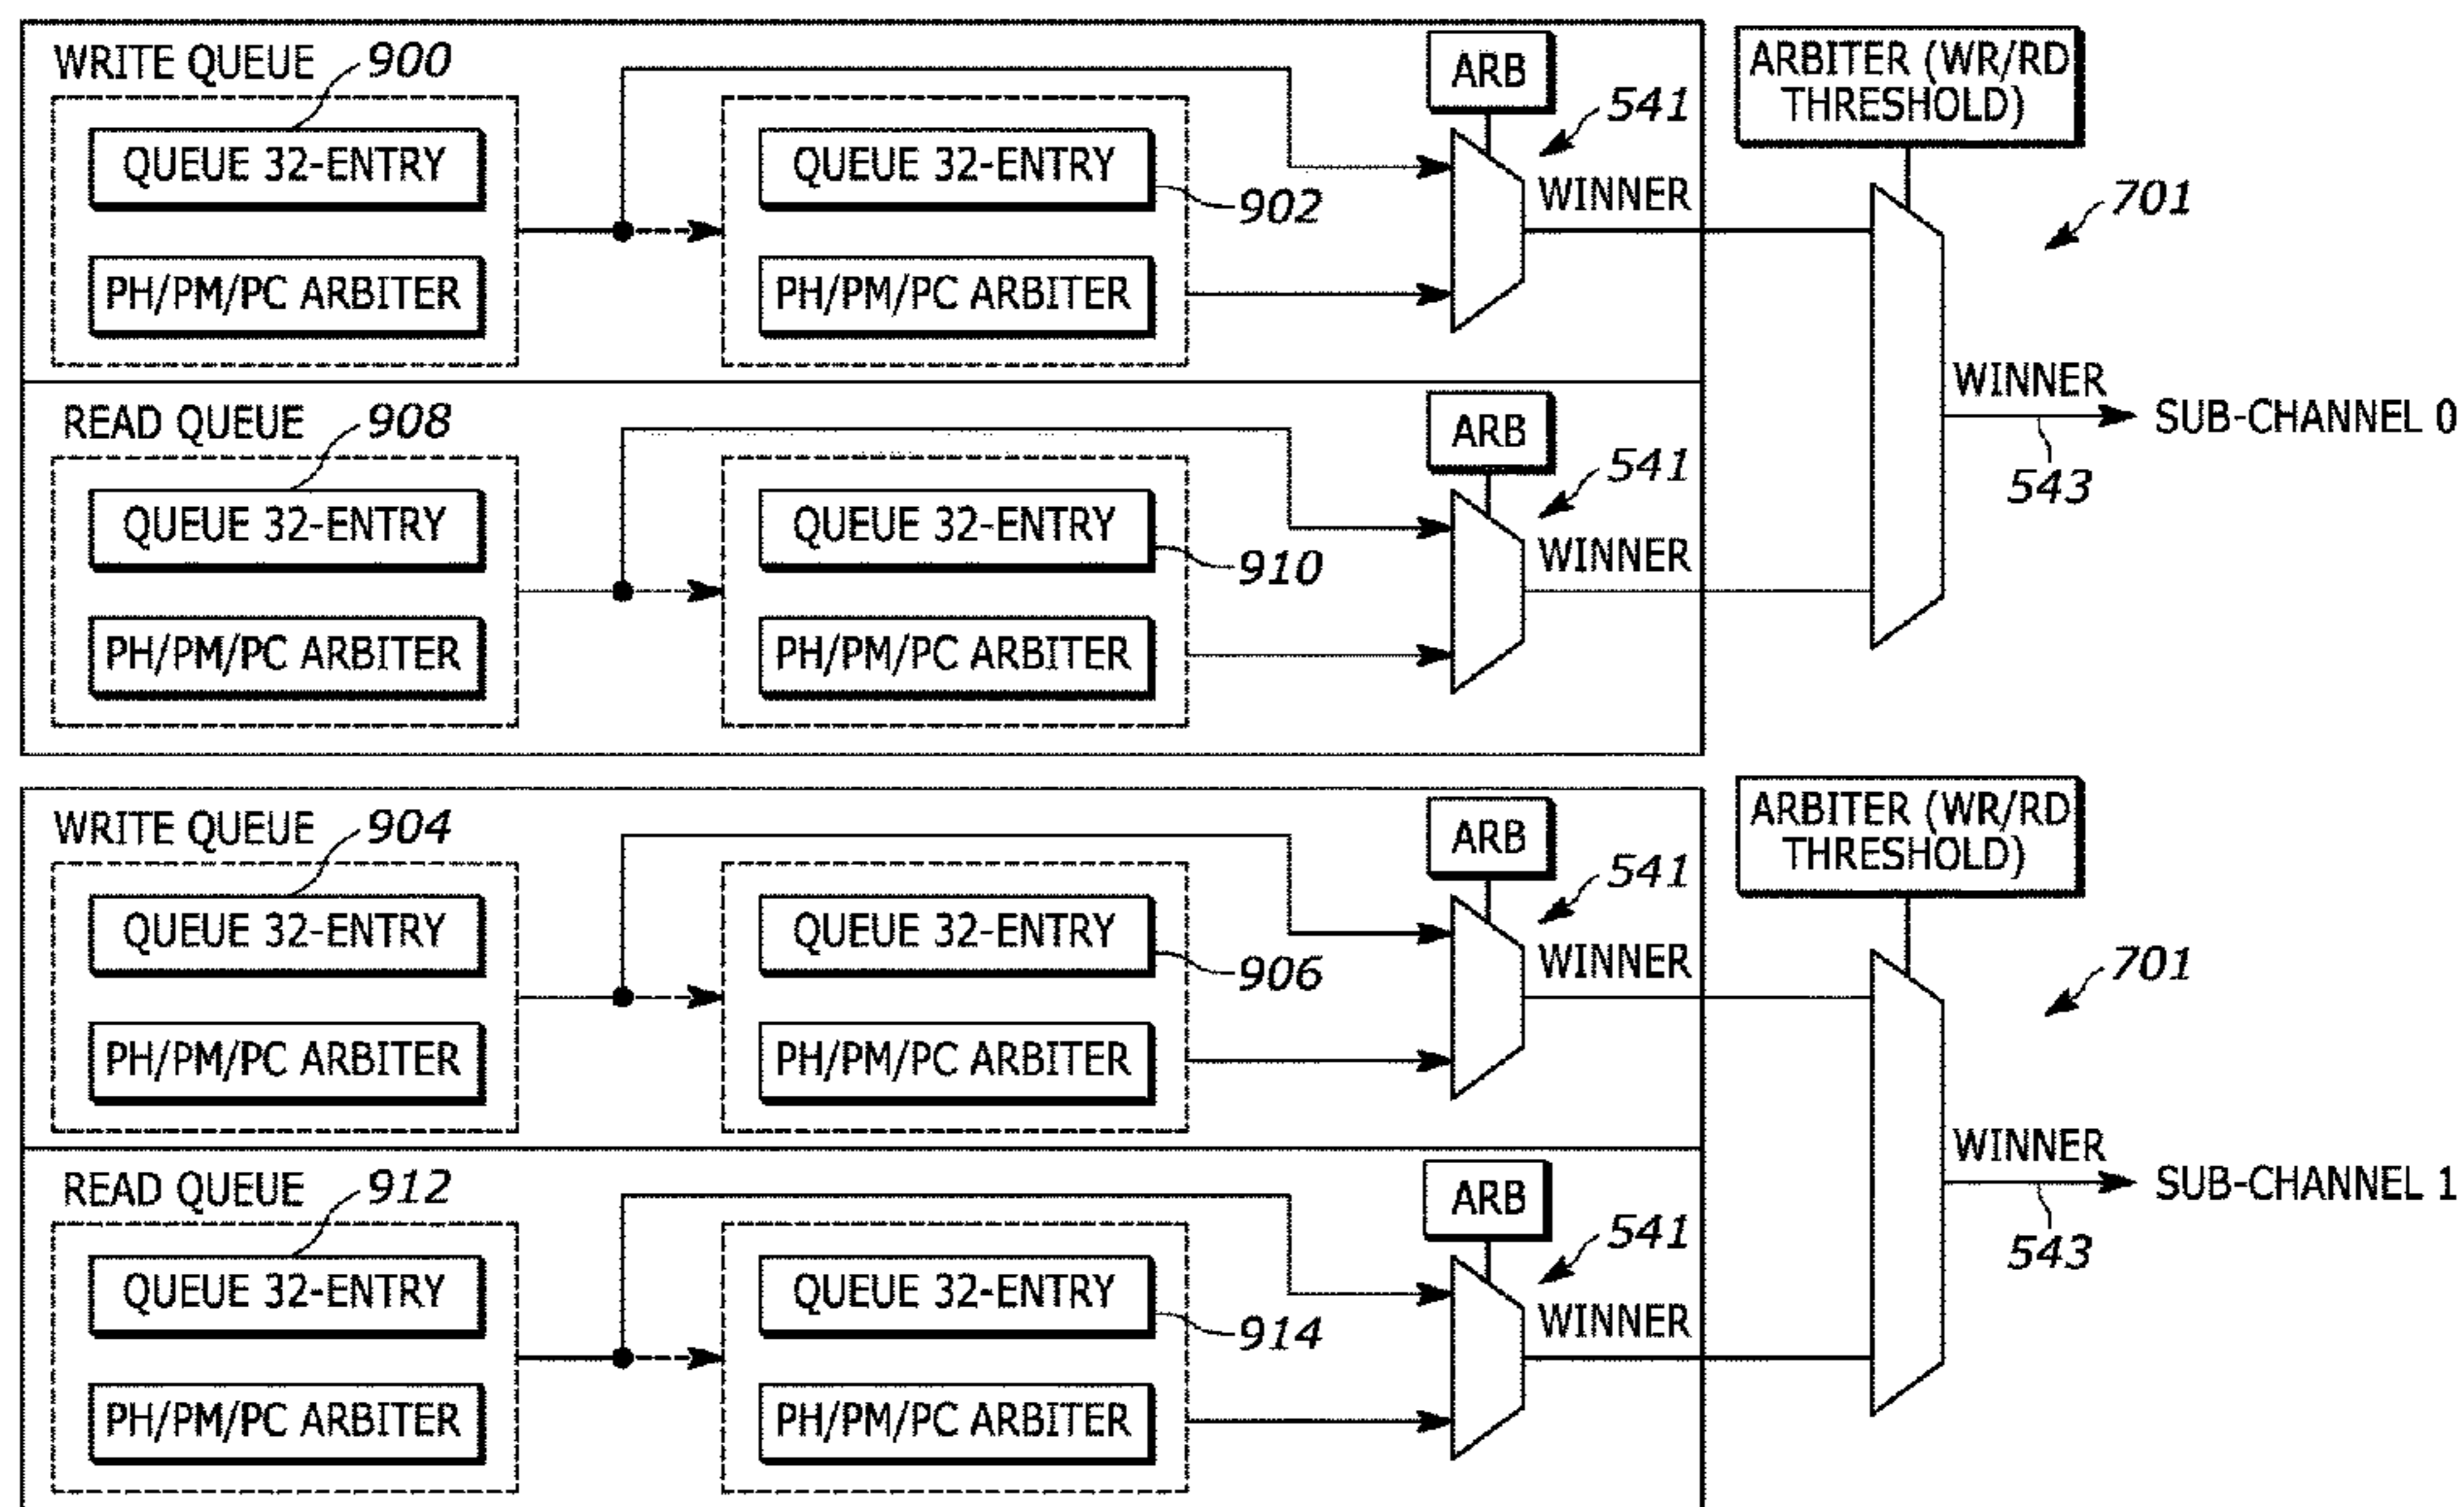 WRITE QUEUE 900
QUEUE 32-ENTRY
PH/PM/PC ARBITER
QUEUE 32-ENTRY
902
PH/PM/PC ARBITER
ARB
541
WINNER
ARBITER (WR/RD
THRESHOLD)
701
READ QUEUE 908
QUEUE 32-ENTRY
PH/PM/PC ARBITER
QUEUE 32-ENTRY
910
PH/PM/PC ARBITER
ARB
541
WINNER
WINNER
543
SUB-CHANNEL 0
WRITE QUEUE 904
QUEUE 32-ENTRY
PH/PM/PC ARBITER
QUEUE 32-ENTRY
906
PH/PM/PC ARBITER
ARB
541
WINNER
ARBITER (WR/RD
THRESHOLD)
701
READ QUEUE 912
QUEUE 32-ENTRY
PH/PM/PC ARBITER
QUEUE 32-ENTRY
914
PH/PM/PC ARBITER
ARB
541
WINNER
WINNER
543
SUB-CHANNEL 1